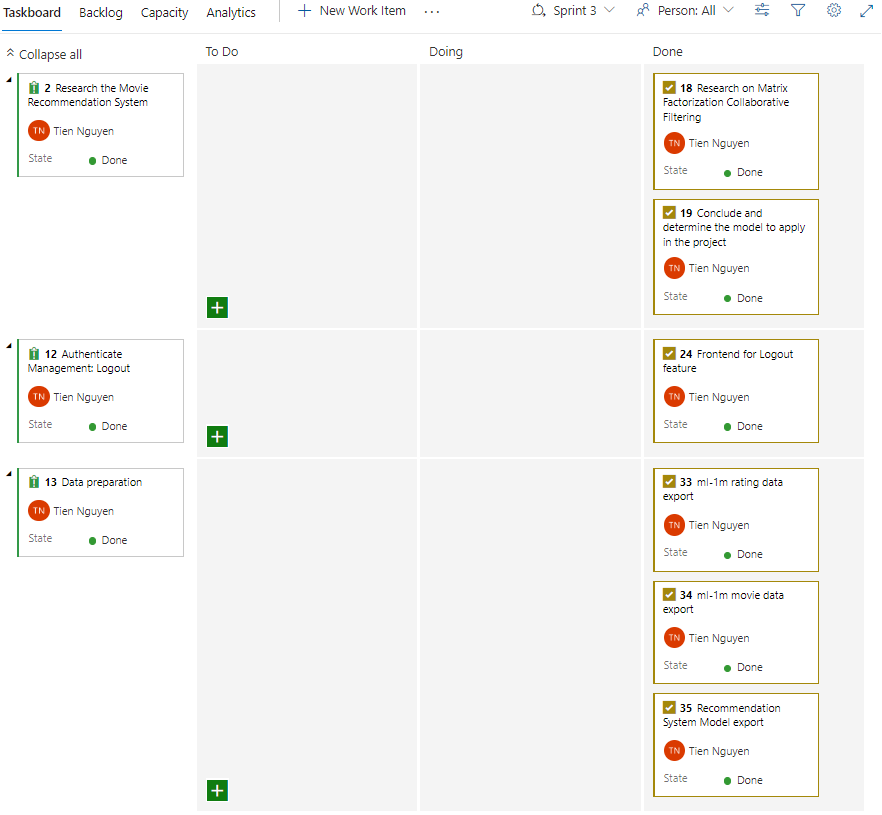 Taskboard Backlog Capacity Analytics New Work Item ... Sprint 3 Person: All
Collapse all To Do Doing Done
2 Research the Movie
Recommendation System
TN Tien Nguyen
State Done
18 Research on Matrix
Factorization Collaborative
Filtering
TN Tien Nguyen
State Done
19 Conclude and
determine the model to apply
in the project
TN Tien Nguyen
State Done
12 Authenticate
Management: Logout
TN Tien Nguyen
State Done
24 Frontend for Logout
feature
TN Tien Nguyen
State Done
13 Data preparation
TN Tien Nguyen
State Done
33 ml-1m rating data
export
TN Tien Nguyen
State Done
34 ml-1m movie data
export
TN Tien Nguyen
State Done
35 Recommendation
System Model export
TN Tien Nguyen
State Done